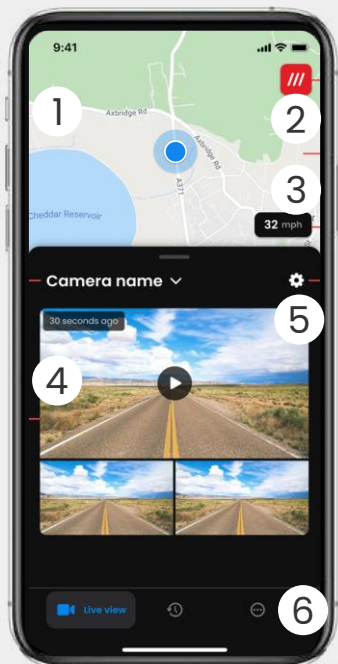 9:41
1
Axbridge Rd
2
Axbridge Rd
A371
3
Cheddar Reservoir
32 mph
Camera name
5
30 seconds ago
4
Live view
6